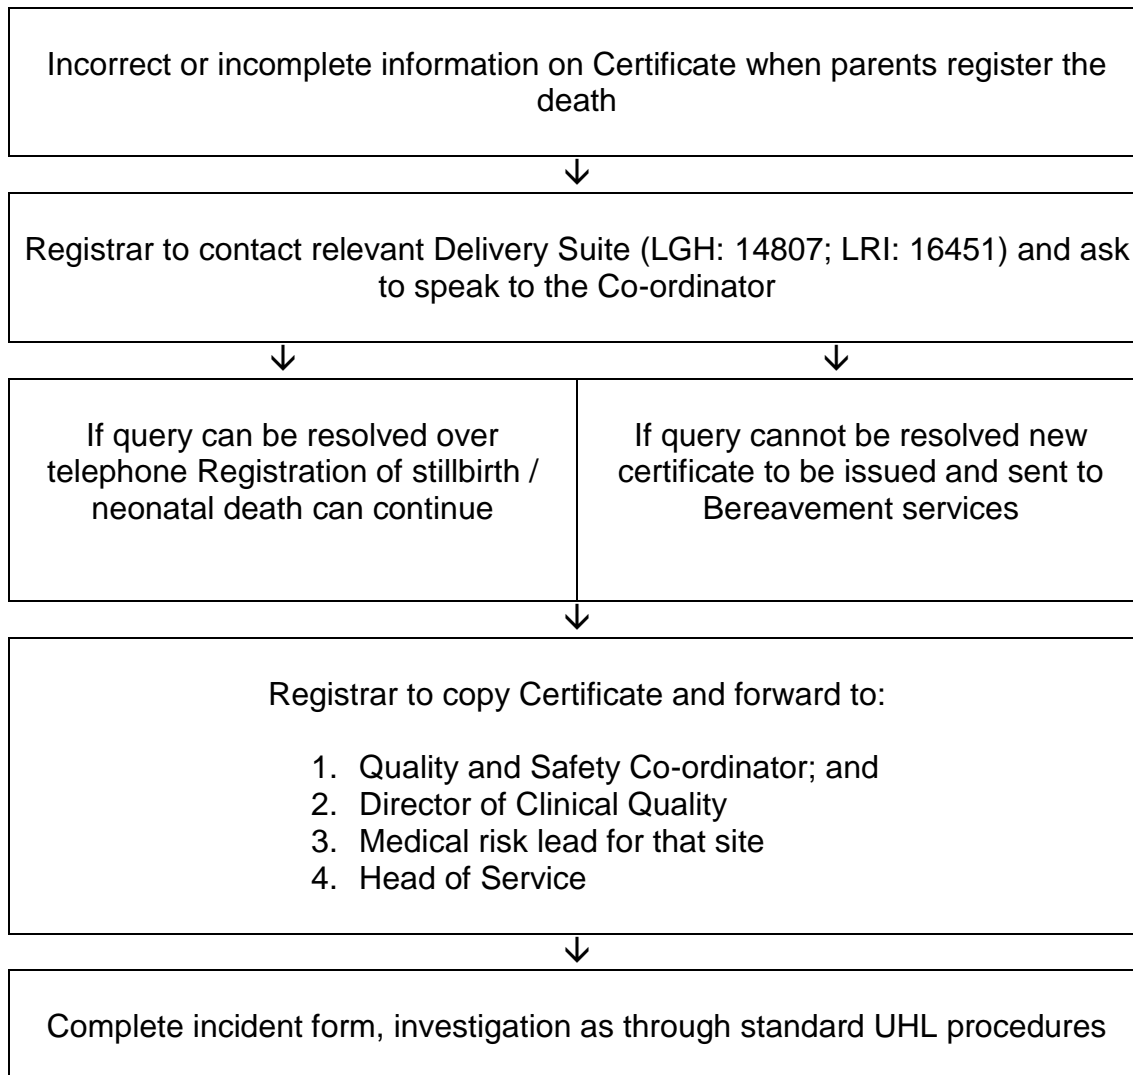 Incorrect or incomplete information on Certificate when parents register the
death
Registrar to contact relevant Delivery Suite (LGH: 14807; LRI: 16451) and ask
to speak to the Co-ordinator
If query can be resolved over
telephone Registration of stillbirth /
neonatal death can continue
If query cannot be resolved new
certificate to be issued and sent to
Bereavement services
Registrar to copy Certificate and forward to:
1. Quality and Safety Co-ordinator; and
2. Director of Clinical Quality
3. Medical risk lead for that site
4. Head of Service
Complete incident form, investigation as through standard UHL procedures